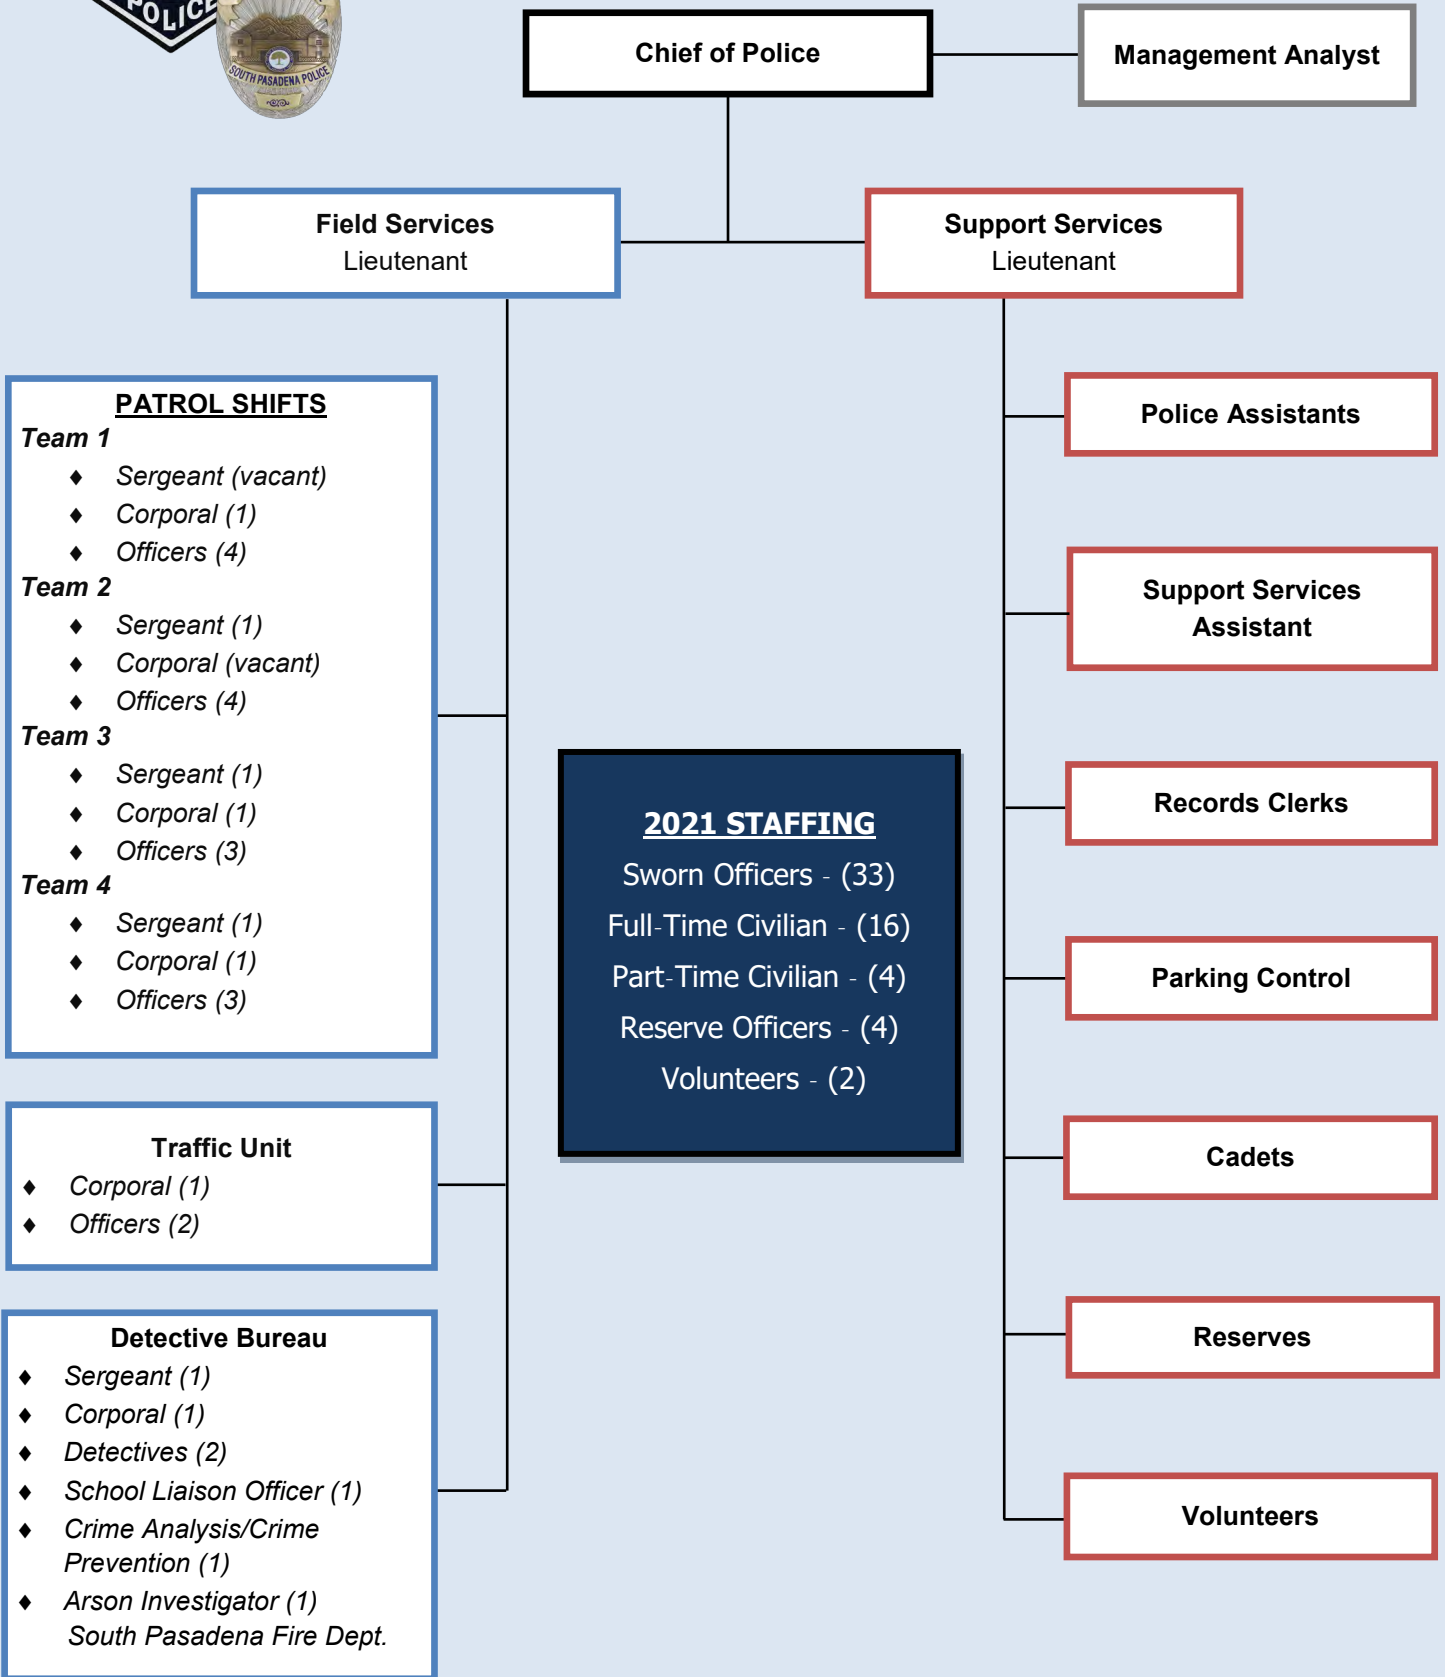 POLICE
SOUTH PASADENA POLICE
Chief of Police
Management Analyst
Field Services
Lieutenant
Support Services
Lieutenant
PATROL SHIFTS
Team 1
♦ Sergeant (vacant)
♦ Corporal (1)
♦ Officers (4)
Team 2
♦ Sergeant (1)
♦ Corporal (vacant)
♦ Officers (4)
Team 3
♦ Sergeant (1)
♦ Corporal (1)
♦ Officers (3)
Team 4
♦ Sergeant (1)
♦ Corporal (1)
♦ Officers (3)
Traffic Unit
♦ Corporal (1)
♦ Officers (2)
Detective Bureau
♦ Sergeant (1)
♦ Corporal (1)
♦ Detectives (2)
♦ School Liaison Officer (1)
♦ Crime Analysis/Crime
Prevention (1)
♦ Arson Investigator (1)
South Pasadena Fire Dept.
2021 STAFFING
Sworn Officers - (33)
Full-Time Civilian - (16)
Part-Time Civilian - (4)
Reserve Officers - (4)
Volunteers - (2)
Police Assistants
Support Services
Assistant
Records Clerks
Parking Control
Cadets
Reserves
Volunteers